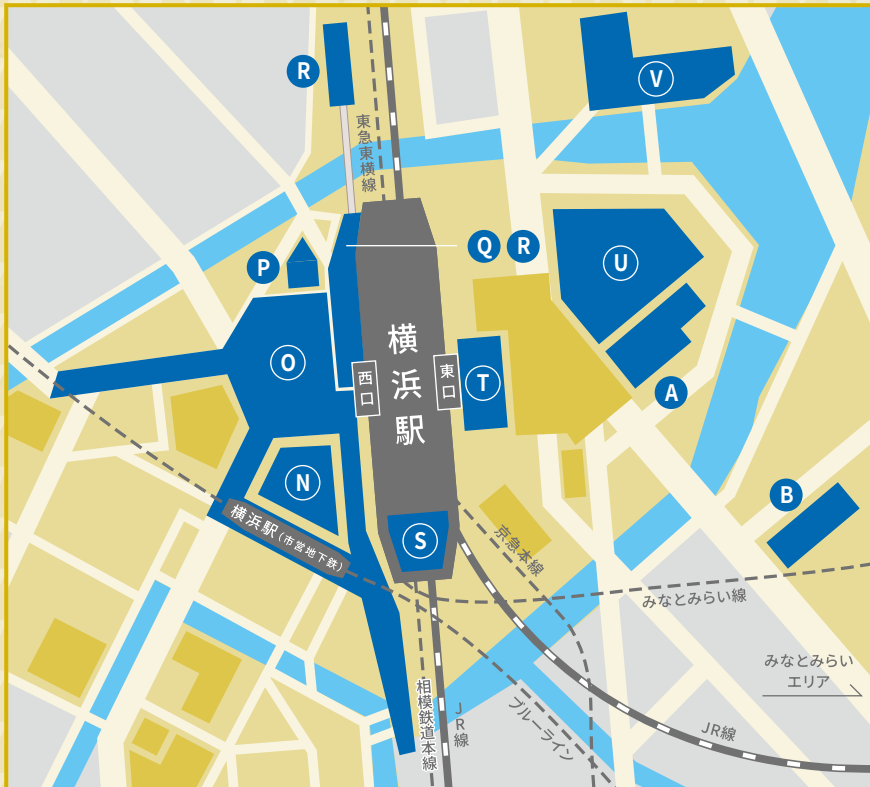 R
V
東急東横線
Q R
P
U
横浜駅
O
西口
東口
T
A
N
B
横浜駅(市営地下鉄)
S
京急本線
みなとみらい線
みなとみらい
エリア
相模鉄道本線
JR線
ブルーライン
JR線